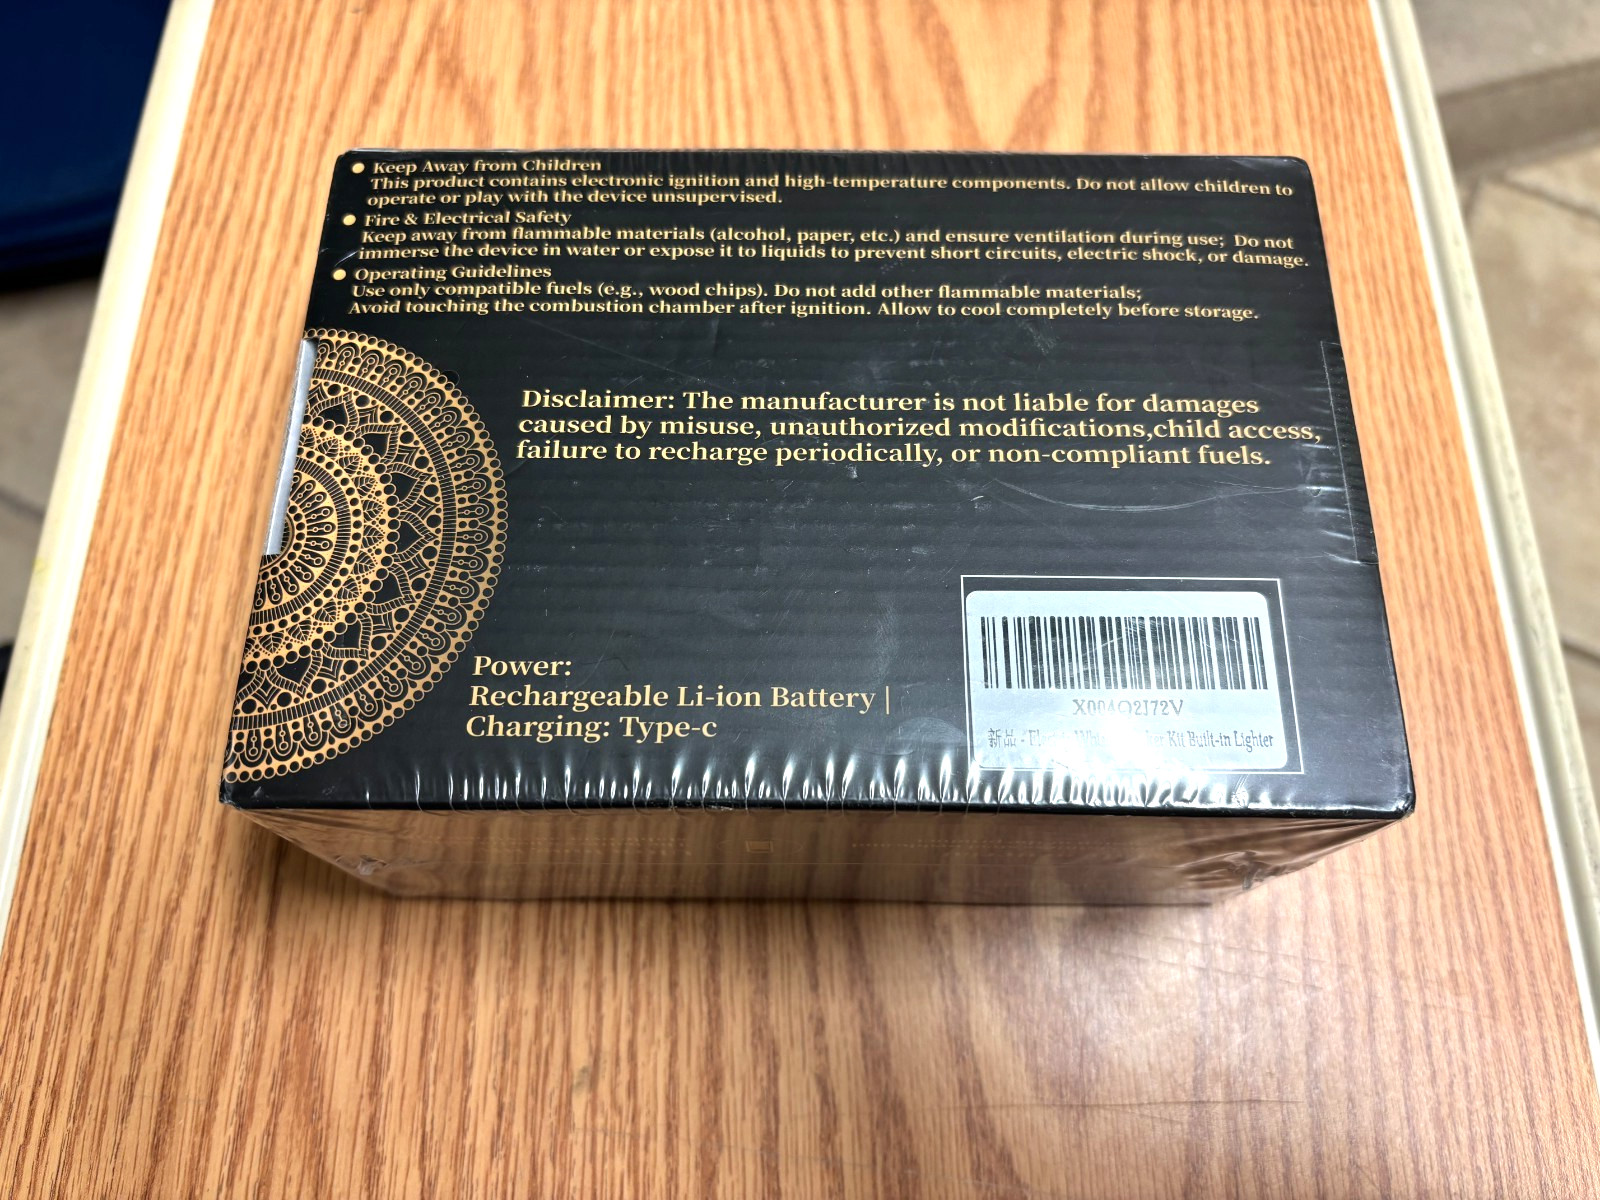 Keep Away from Children
This product contains electronic ignition and high-temperature components. Do not allow children to
operate or play with the device unsupervised.
Fire & Electrical Safety
Keep away from flammable materials (alcohol, paper, etc.) and ensure ventilation during use; Do not
immerse the device in water or expose it to liquids to prevent short circuits, electric shock, or damage.
Operating Guidelines
Use only compatible fuels (e.g., wood chips). Do not add other flammable materials;
Avoid touching the combustion chamber after ignition. Allow to cool completely before storage.
Disclaimer: The manufacturer is not liable for damages
caused by misuse, unauthorized modifications,child access,
failure to recharge periodically, or non-compliant fuels.
Power:
Rechargeable Li-ion Battery |
Charging: Type-c
X004Q2I72V
新品 - Kit Built-in Lighter